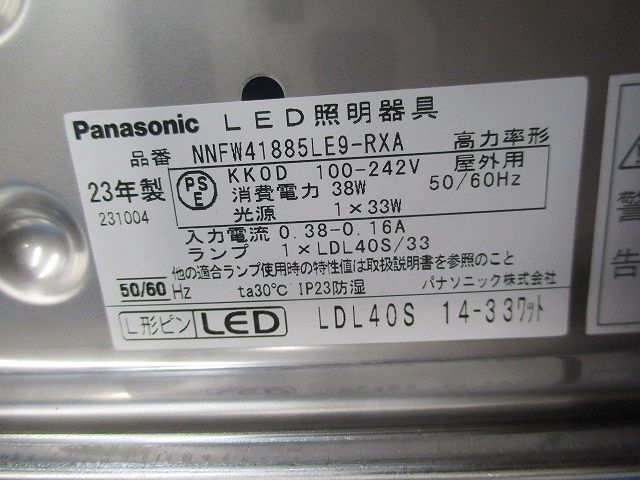 Panasonic LED照明器具
品番 NNFW41885LE9-RXA 高力率形
23年製 PSE KKOD 100-242V 屋外用
231004 消費電力 38W 50/60Hz
光源 1×33W
入力電流 0.38-0.16A
ランプ 1×LDL40S/33
他の適合ランプ使用時の特性値は取扱説明書を参照のこと
50/60Hz ta30℃ IP23防湿 パナソニック株式会社
L形ピン LED LDL40S 14-33ワット
警
告